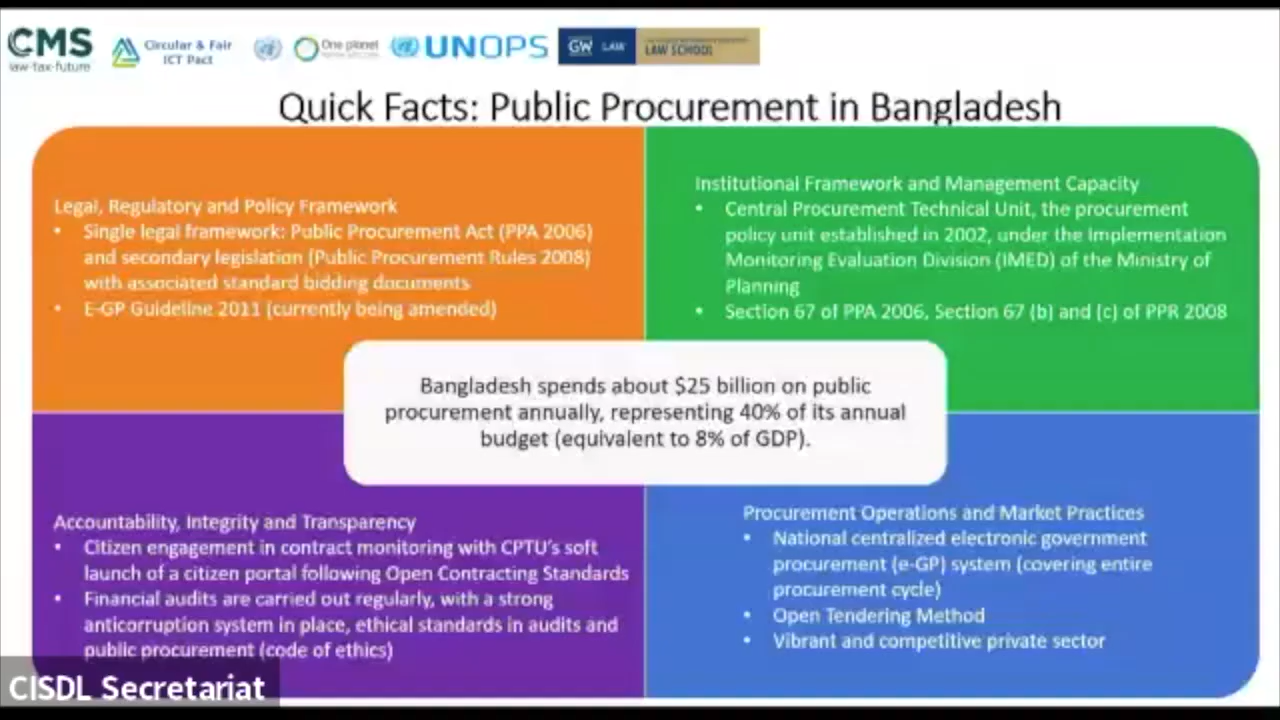 CMS
law·tax·future
Circular & Fair
ICT Pact
One planet
UNOPS
GW LAW
LAW SCHOOL
Quick Facts: Public Procurement in Bangladesh
Legal, Regulatory and Policy Framework
• Single legal framework: Public Procurement Act (PPA 2006)
and secondary legislation (Public Procurement Rules 2008)
with associated standard bidding documents
• E-GP Guideline 2011 (currently being amended)
Institutional Framework and Management Capacity
• Central Procurement Technical Unit, the procurement
policy unit established in 2002, under the Implementation
Monitoring Evaluation Division (IMED) of the Ministry of
Planning
• Section 67 of PPA 2006, Section 67 (b) and (c) of PPR 2008
Bangladesh spends about $25 billion on public
procurement annually, representing 40% of its annual
budget (equivalent to 8% of GDP).
Accountability, Integrity and Transparency
• Citizen engagement in contract monitoring with CPTU's soft
launch of a citizen portal following Open Contracting Standards
• Financial audits are carried out regularly, with a strong
anticorruption system in place, ethical standards in audits and
public procurement (code of ethics)
Procurement Operations and Market Practices
• National centralized electronic government
procurement (e-GP) system (covering entire
procurement cycle)
• Open Tendering Method
• Vibrant and competitive private sector
CISDL Secretariat